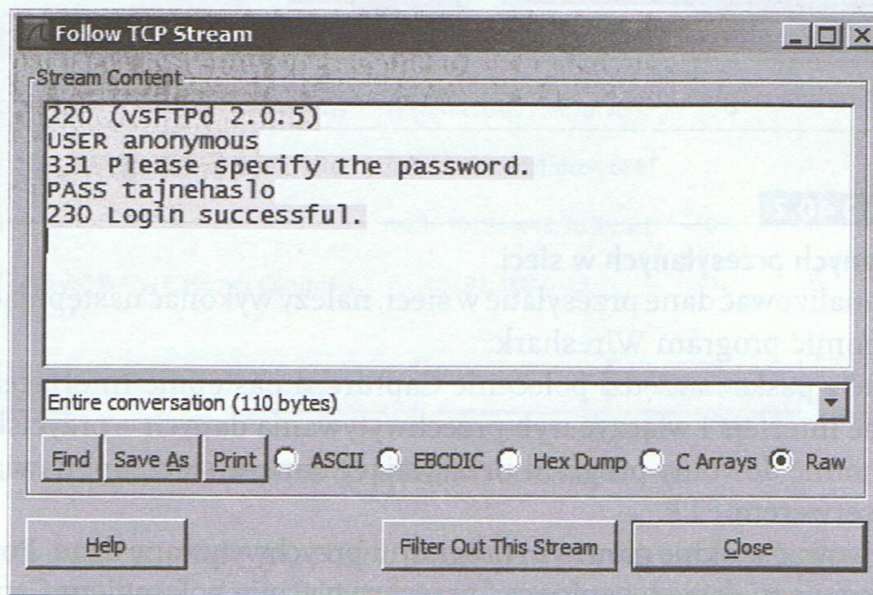 Follow TCP Stream
Stream Content
220 (vsFTPd 2.0.5)
USER anonymous
331 Please specify the password.
PASS tajnehaslo
230 Login successful.
Entire conversation (110 bytes)
Find Save As Print ASCII EBCDIC Hex Dump C Arrays Raw
Help Filter Out This Stream Close